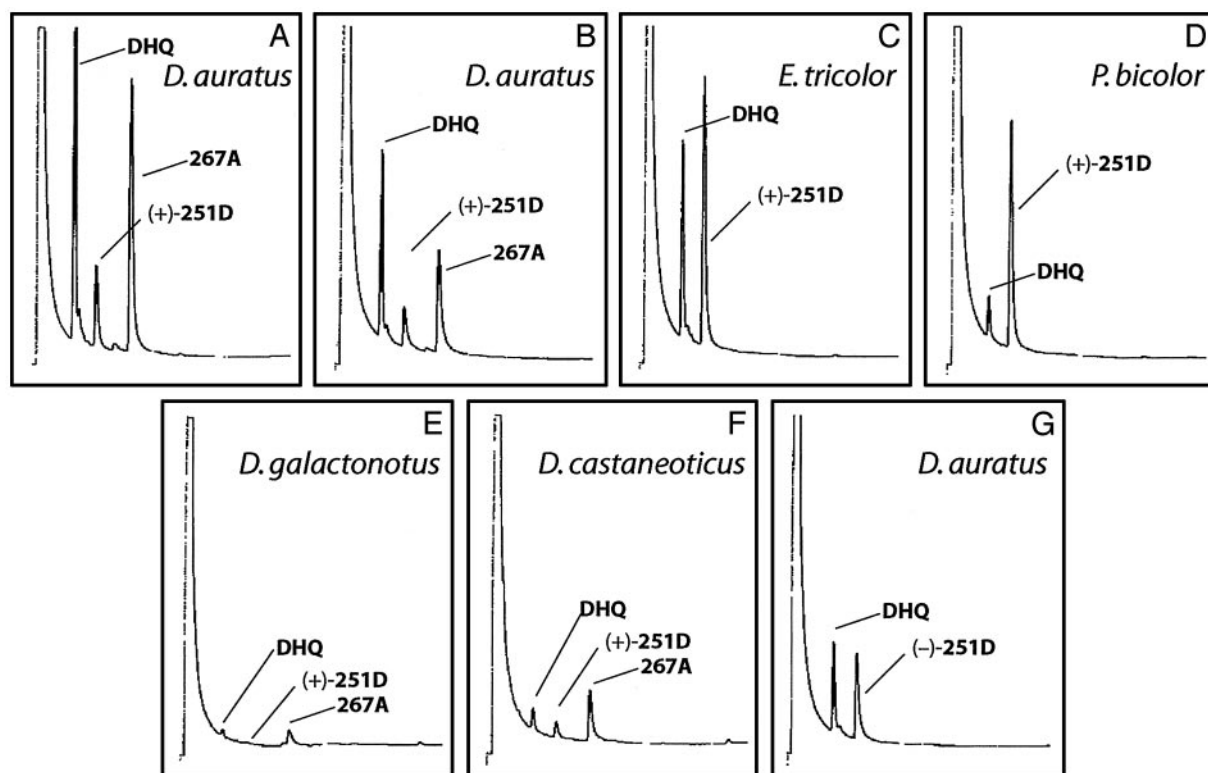 A
D. auratus
DHQ
267A
(+)-251D
B
D. auratus
DHQ
(+)-251D
267A
C
E. tricolor
DHQ
(+)-251D
D
P. bicolor
(+)-251D
DHQ
E
D. galactonotus
DHQ
(+)-251D
267A
F
D. castaneoticus
DHQ
(+)-251D
267A
G
D. auratus
DHQ
(–)-251D